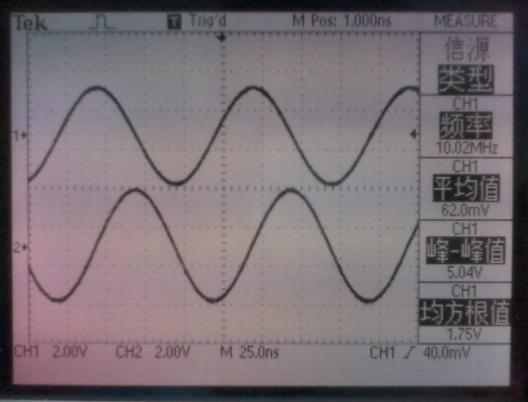 Tek T Trig'd M Pos: 1.000ns MEASURE
信源
类型
CH1
频率
10.02MHz
CH1
平均值
62.0mV
CH1
峰-峰值
5.04V
CH1
均方根值
1.75V
1
2
CH1 2.00V CH2 2.00V M 25.0ns CH1 40.0mV